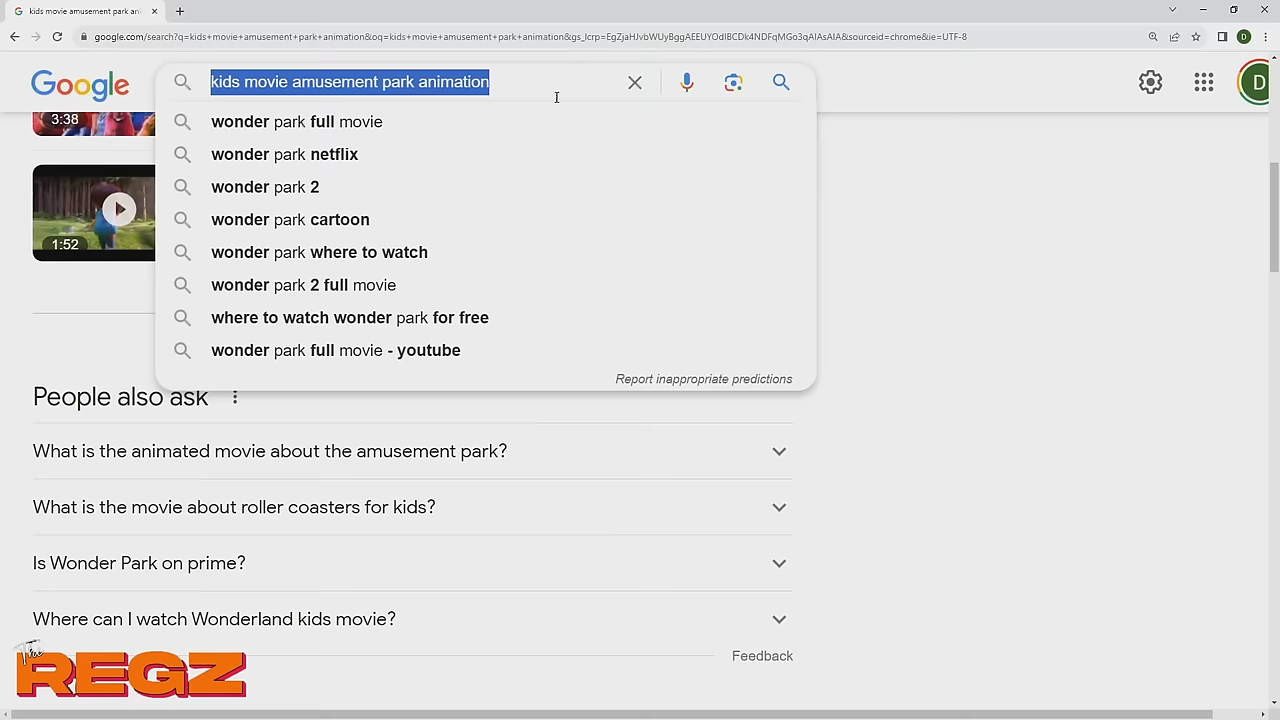 kids movie amusement park ani
google.com/search?q=kids+movie+amusement+park+animation&oq=kids+movie+amusement+park+animation&gs_lcrp=EgZjaHJvbWUyBggAEEUYOdIBCDk4NDFqMGo3qAIAsAIA&sourceid=chrome&ie=UTF-8
D
Google
kids movie amusement park animation
D
3:38
wonder park full movie
wonder park netflix
wonder park 2
wonder park cartoon
1:52
wonder park where to watch
wonder park 2 full movie
where to watch wonder park for free
wonder park full movie - youtube
Report inappropriate predictions
People also ask
What is the animated movie about the amusement park?
What is the movie about roller coasters for kids?
Is Wonder Park on prime?
Where can I watch Wonderland kids movie?
Feedback
The
REGZ